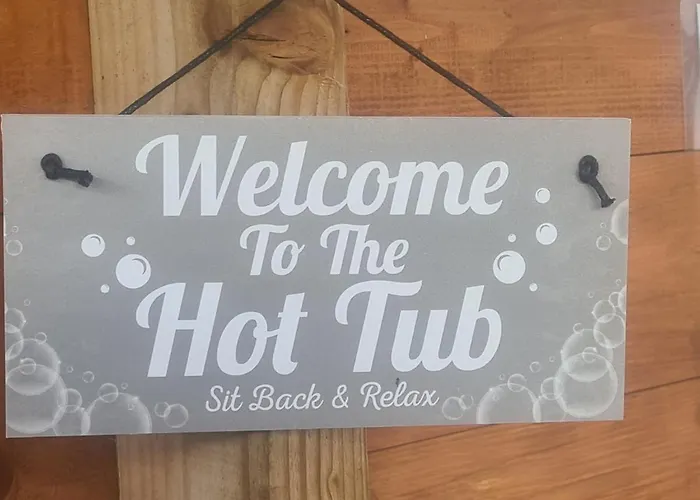 Welcome
To The
Hot Tub
Sit Back & Relax